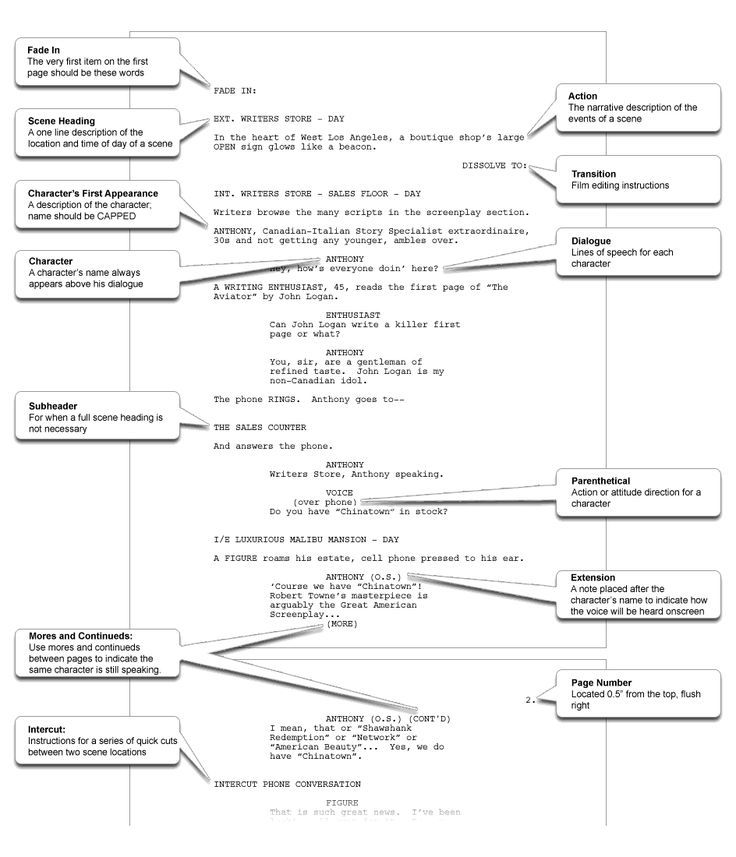 Fade In
The very first item on the first
page should be these words
FADE IN:
Scene Heading
A one line description of the
location and time of day of a scene
EXT. WRITERS STORE - DAY
Action
The narrative description of the
events of a scene
In the heart of West Los Angeles, a boutique shop's large
OPEN sign glows like a beacon.
DISSOLVE TO:
Transition
Film editing instructions
Character's First Appearance
A description of the character;
name should be CAPPED
INT. WRITERS STORE - SALES FLOOR - DAY
Writers browse the many scripts in the screenplay section.
ANTHONY, Canadian-Italian Story Specialist extraordinaire,
30s and not getting any younger, ambles over.
Character
A character's name always
appears above his dialogue
ANTHONY
Hey, how's everyone doin' here?
Dialogue
Lines of speech for each
character
A WRITING ENTHUSIAST, 45, reads the first page of "The
Aviator" by John Logan.
ENTHUSIAST
Can John Logan write a killer first
page or what?
ANTHONY
You, sir, are a gentleman of
refined taste. John Logan is my
non-Canadian idol.
The phone RINGS. Anthony goes to--
Subheader
For when a full scene heading is
not necessary
THE SALES COUNTER
And answers the phone.
ANTHONY
Writers Store, Anthony speaking.
VOICE
(over phone)
Do you have "Chinatown" in stock?
Parenthetical
Action or attitude direction for a
character
I/E LUXURIOUS MALIBU MANSION - DAY
A FIGURE roams his estate, cell phone pressed to his ear.
ANTHONY (O.S.)
'Course we have "Chinatown"!
Robert Towne's masterpiece is
arguably the Great American
Screenplay...
(MORE)
Extension
A note placed after the
character's name to indicate how
the voice will be heard onscreen
Mores and Continueds:
Use mores and continueds
between pages to indicate the
same character is still speaking.
Page Number
Located 0.5" from the top, flush
right
2.
ANTHONY (O.S.) (CONT'D)
I mean, that or "Shawshank
Redemption" or "Network" or
"American Beauty"... Yes, we do
have "Chinatown".
Intercut:
Instructions for a series of quick cuts
between two scene locations
INTERCUT PHONE CONVERSATION
FIGURE
That is such great news. I've been